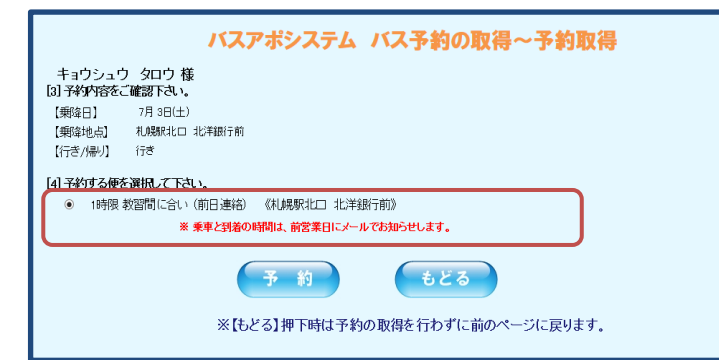 バスアポシステム バス予約の取得～予約取得
キョウシュウ タロウ 様
[3] 予約内容をご確認下さい。
【乗降日】 7月 3日(土)
【乗降地点】 札幌駅北口 北洋銀行前
【行き/帰り】 行き
[4] 予約する便を選択して下さい。
1時限 教習間に合い (前日連絡) 《札幌駅北口 北洋銀行前》
※ 乗車と到着の時間は、前営業日にメールでお知らせします。
予 約 もどる
※【もどる】押下時は予約の取得を行わずに前のページに戻ります。